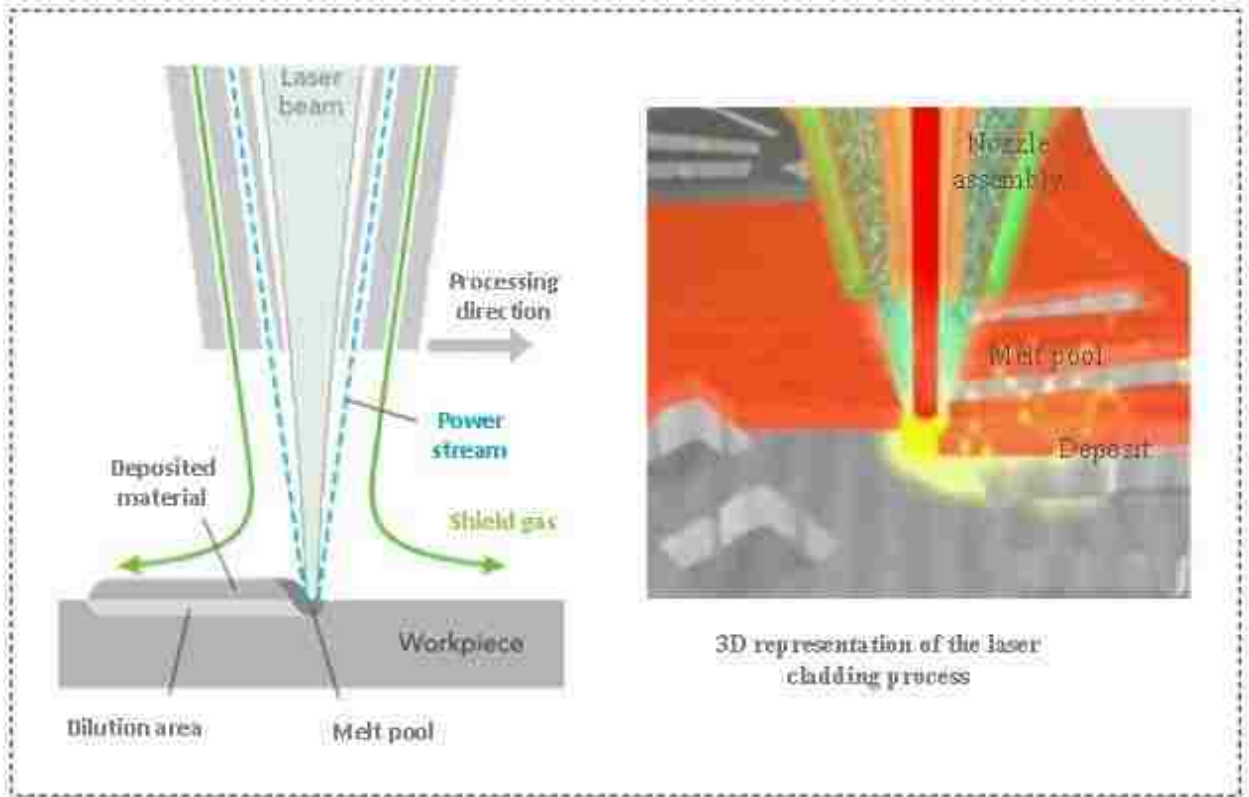 Laser
beam
Processing
direction
Power
stream
Deposited
material
Shield gas
Workpiece
Dilution area
Melt pool
Nozzle
assembly
Melt pool
Deposit
3D representation of the laser
cladding process